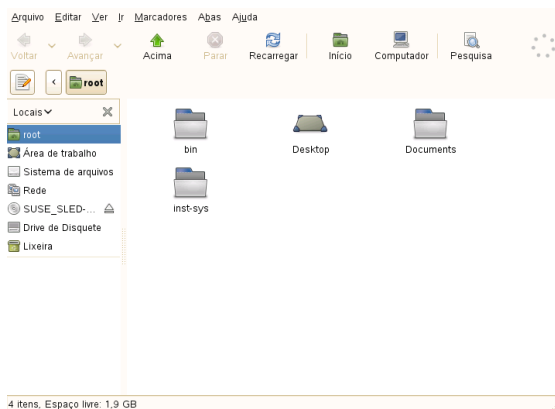 Arquivo Editar Ver Ir Marcadores Abas Ajuda
Voltar Avançar Acima Parar Recarregar Início Computador Pesquisa
root
Locais
root
Área de trabalho
Sistema de arquivos
Rede
SUSE_SLED-...
Drive de Disquete
Lixeira
bin Desktop Documents
inst-sys
4 itens, Espaço livre: 1,9 GB